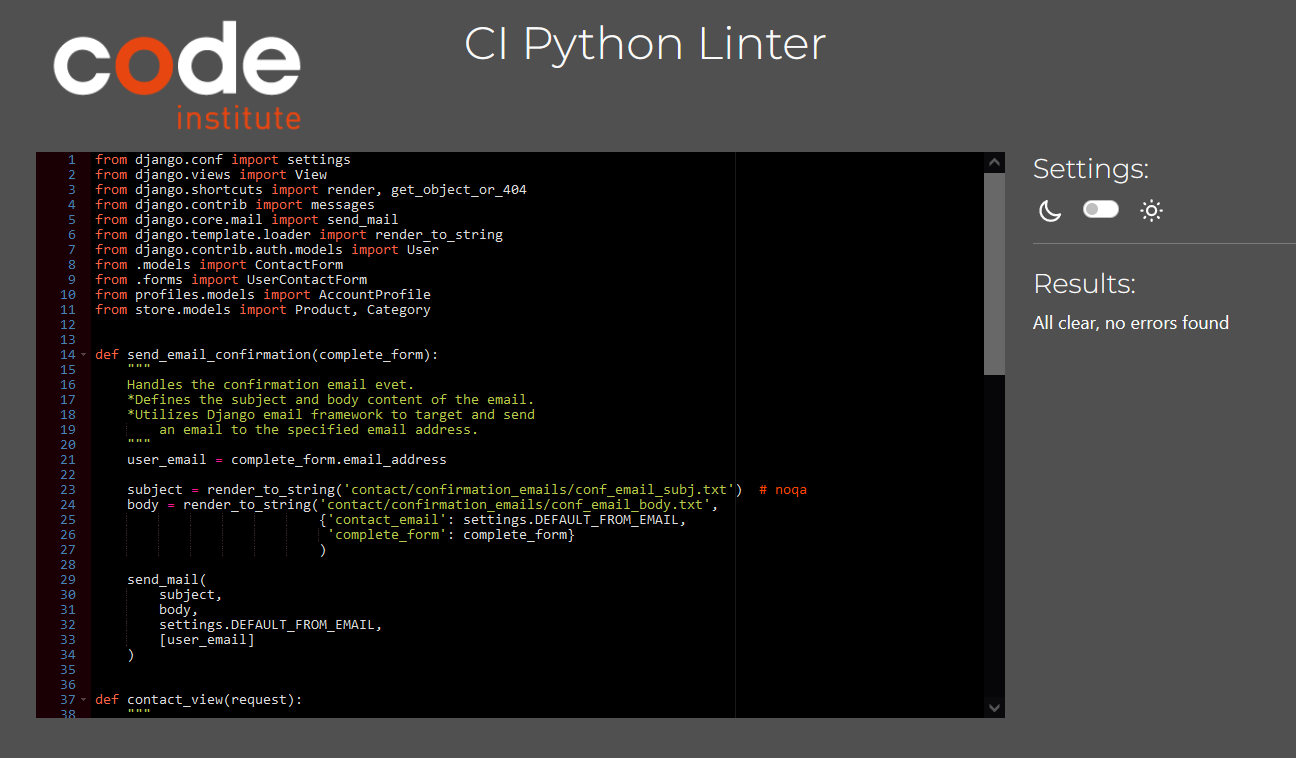 code
institute
CI Python Linter
1 from django.conf import settings
2 from django.views import View
3 from django.shortcuts import render, get_object_or_404
4 from django.contrib import messages
5 from django.core.mail import send_mail
6 from django.template.loader import render_to_string
7 from django.contrib.auth.models import User
8 from .models import ContactForm
9 from .forms import UserContactForm
10 from profiles.models import AccountProfile
11 from store.models import Product, Category
12
13
14 def send_email_confirmation(complete_form):
15     """
16     Handles the confirmation email evet.
17     *Defines the subject and body content of the email.
18     *Utilizes Django email framework to target and send
19         an email to the specified email address.
20     """
21     user_email = complete_form.email_address
22
23     subject = render_to_string('contact/confirmation_emails/conf_email_subj.txt')  # noqa
24     body = render_to_string('contact/confirmation_emails/conf_email_body.txt',
25                             {'contact_email': settings.DEFAULT_FROM_EMAIL,
26                              'complete_form': complete_form}
27                             )
28
29     send_mail(
30         subject,
31         body,
32         settings.DEFAULT_FROM_EMAIL,
33         [user_email]
34     )
35
36
37 def contact_view(request):
38     """
Settings:
Results:
All clear, no errors found